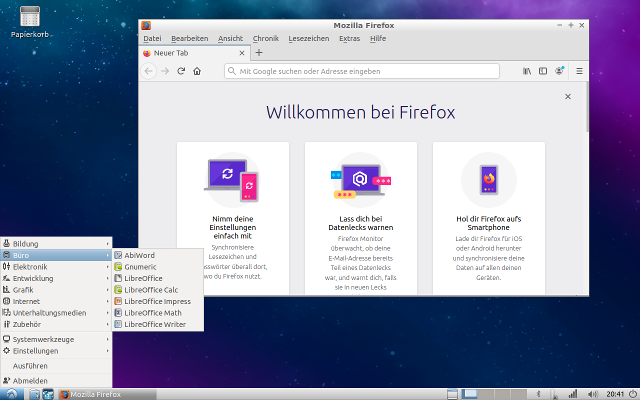 Papierkorb
Mozilla Firefox
Datei Bearbeiten Ansicht Chronik Lesezeichen Extras Hilfe
Neuer Tab
Mit Google suchen oder Adresse eingeben
Willkommen bei Firefox
Nimm deine
Einstellungen
einfach mit
Synchronisiere
Lesezeichen und
asswörter überall dort,
wo du Firefox nutzt.
Lass dich bei
Datenlecks warnen
Firefox Monitor
überwacht, ob deine
E-Mail-Adresse bereits
Teil eines Datenlecks
war, und warnt dich, falls
sie in neuen Lecks
Hol dir Firefox aufs
Smartphone
Lade dir Firefox für iOS
oder Android herunter
und synchronisiere deine
Daten auf allen deinen
Geräten.
Bildung
Büro
Elektronik
Entwicklung
Grafik
Internet
Unterhaltungsmedien
Zubehör
Systemwerkzeuge
Einstellungen
Ausführen
Abmelden
AbiWord
Gnumeric
LibreOffice
LibreOffice Calc
LibreOffice Impress
LibreOffice Math
LibreOffice Writer
Mozilla Firefox
20:41